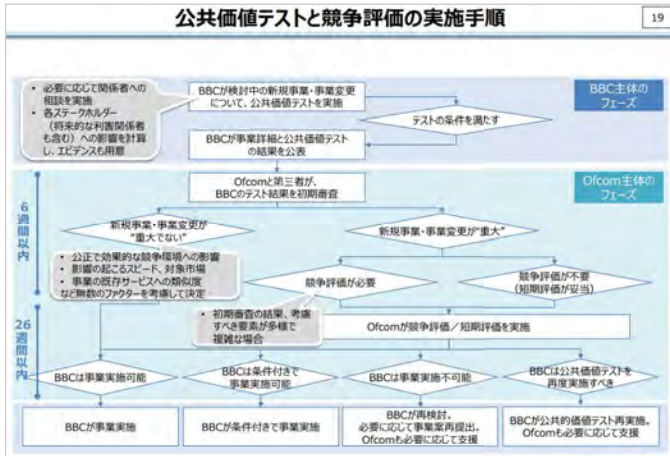 公共価値テストと競争評価の実施手順
19
• 必要に応じて関係者への
相談を実施
• 各ステークホルダー
(将来的な利害関係者
も含む)への影響を計算
し、エビデンスも用意
BBCが検討中の新規事業・事業変更
について、公共価値テストを実施
BBC主体の
フェーズ
テストの条件を満たす
BBCが事業詳細と公共価値テスト
の結果を公表
Ofcomと第三者が、
BBCのテスト結果を初期審査
Ofcom主体の
フェーズ
6週間以内
新規事業・事業変更が
“重大でない”
新規事業・事業変更が“重大”
• 公正で効果的な競争環境への影響
• 影響の起こるスピード、対象市場
• 事業の既存サービスへの類似度
など無数のファクターを考慮して決定
競争評価が必要
競争評価が不要
(短期評価が妥当)
• 初期審査の結果、考慮
すべき要素が多様で
複雑な場合
26週間以内
Ofcomが競争評価/短期評価を実施
BBCは事業実施可能
BBCは条件付きで
事業実施可能
BBCは事業実施不可能
BBCは公共価値テストを
再度実施すべき
BBCが事業実施
BBCが条件付きで事業実施
BBCが再検討。
必要に応じて事業案再提出。
Ofcomも必要に応じて支援
BBCが公共的価値テスト再実施。
Ofcomも必要に応じて支援